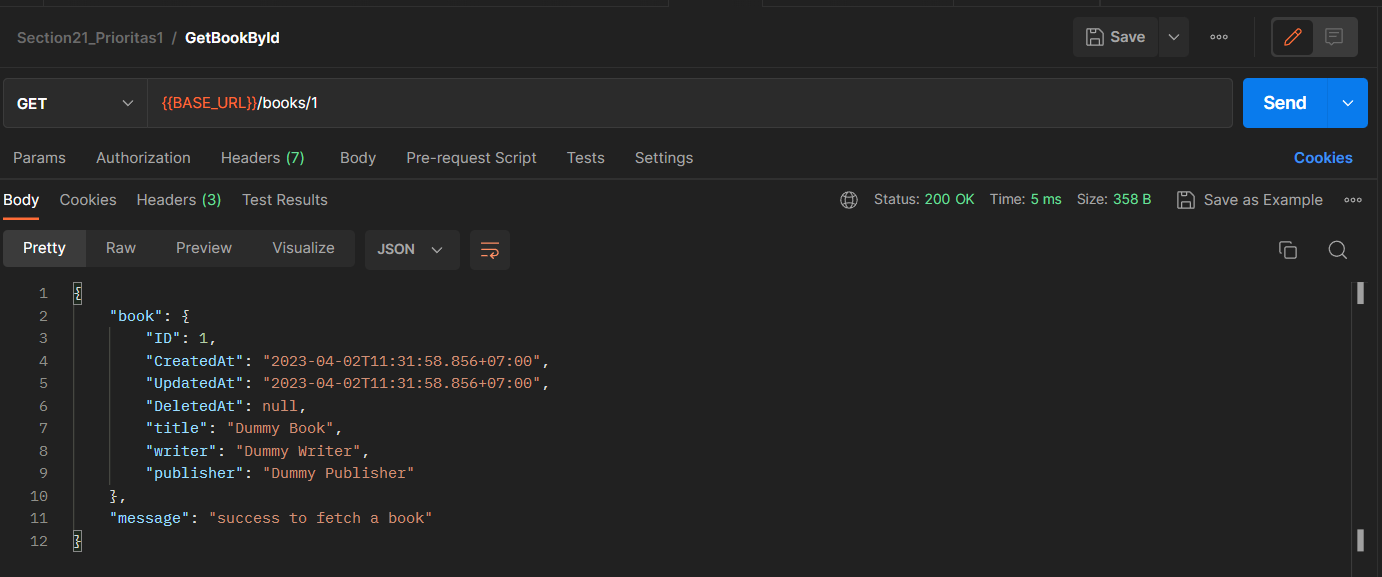 Section21_Prioritas1 / GetBookById Save
GET {{BASE_URL}}/books/1 Send
Params Authorization Headers (7) Body Pre-request Script Tests Settings Cookies
Body Cookies Headers (3) Test Results Status: 200 OK Time: 5 ms Size: 358 B Save as Example
Pretty Raw Preview Visualize JSON
1 {
2 "book": {
3 "ID": 1,
4 "CreatedAt": "2023-04-02T11:31:58.856+07:00",
5 "UpdatedAt": "2023-04-02T11:31:58.856+07:00",
6 "DeletedAt": null,
7 "title": "Dummy Book",
8 "writer": "Dummy Writer",
9 "publisher": "Dummy Publisher"
10 },
11 "message": "success to fetch a book"
12 }